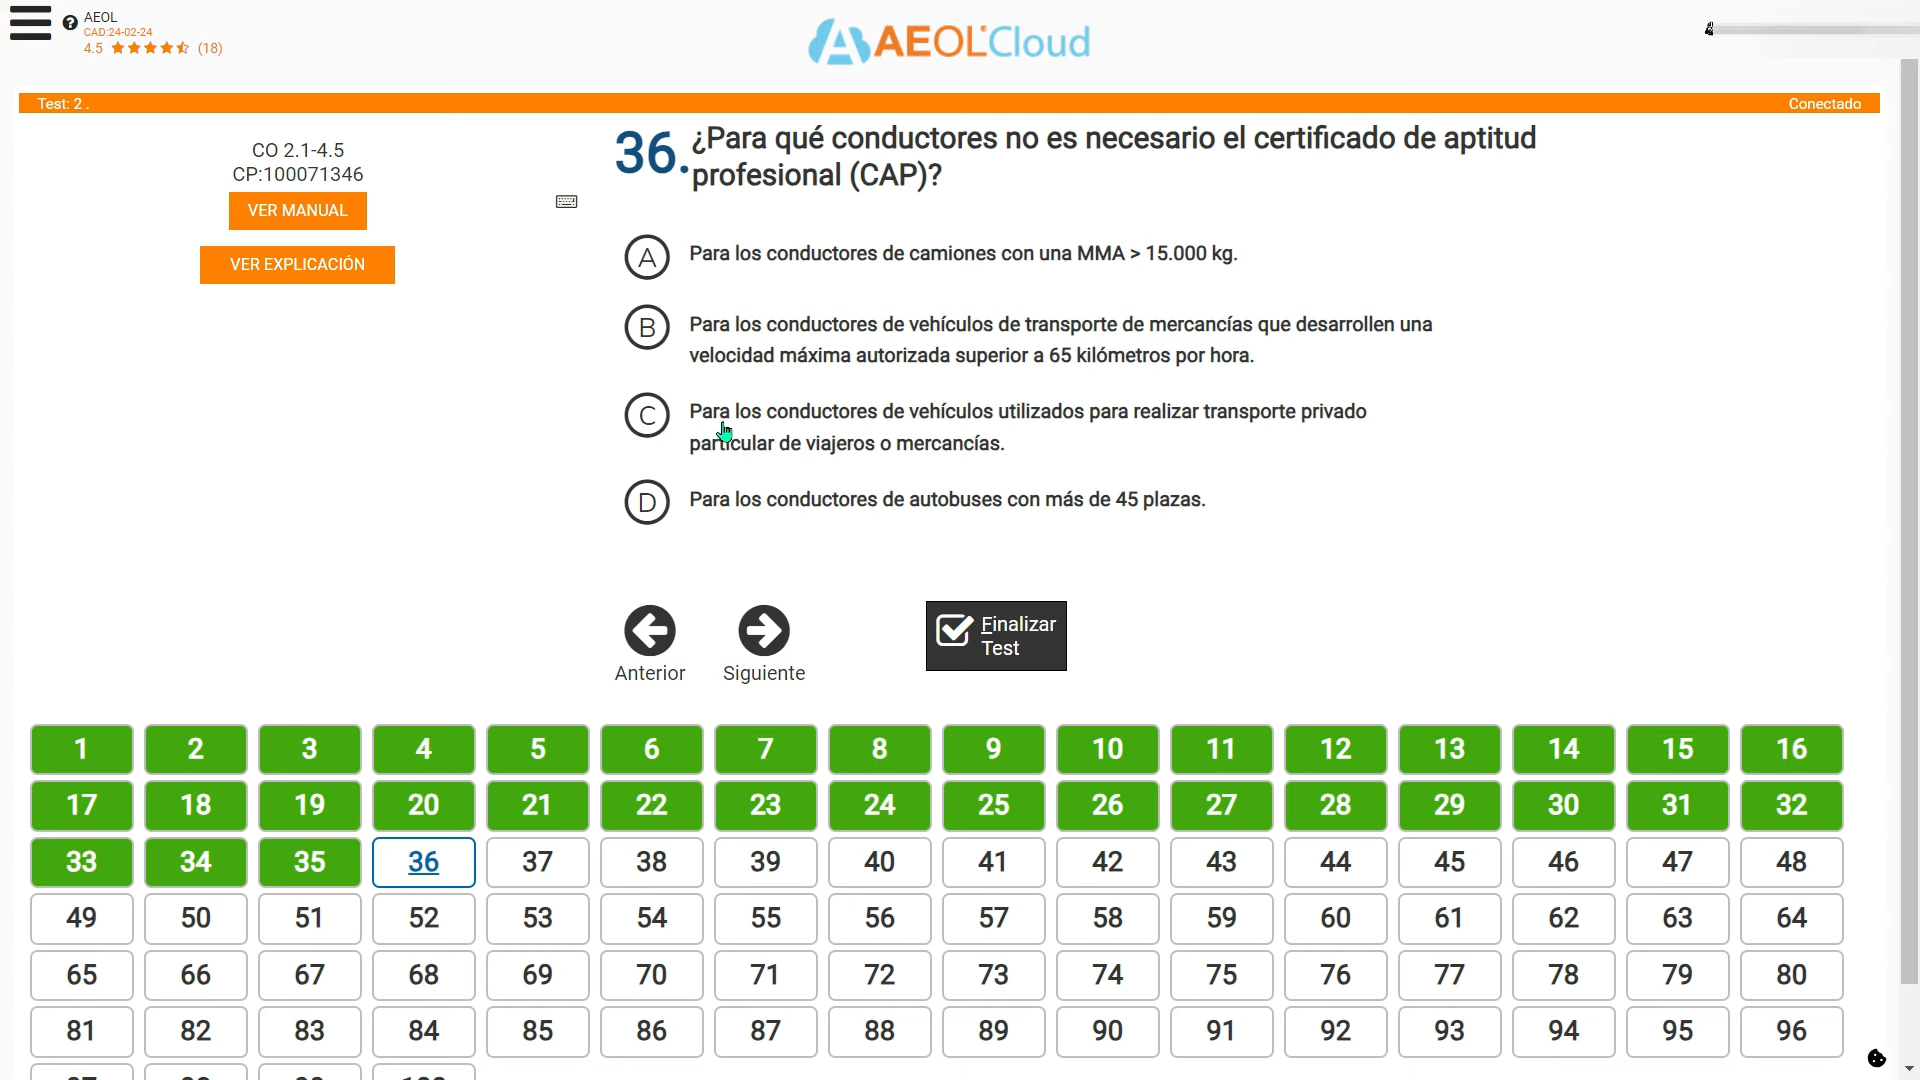 AEOL
CAD:24-02-24
4.5 (18)
AEOL Cloud
Test: 2 .
Conectado
CO 2.1-4.5
CP:100071346
VER MANUAL
VER EXPLICACIÓN
36. ¿Para qué conductores no es necesario el certificado de aptitud
profesional (CAP)?
A Para los conductores de camiones con una MMA > 15.000 kg.
B Para los conductores de vehículos de transporte de mercancías que desarrollen una
velocidad máxima autorizada superior a 65 kilómetros por hora.
C Para los conductores de vehículos utilizados para realizar transporte privado
particular de viajeros o mercancías.
D Para los conductores de autobuses con más de 45 plazas.
Anterior
Siguiente
Finalizar
Test
1 2 3 4 5 6 7 8 9 10 11 12 13 14 15 16
17 18 19 20 21 22 23 24 25 26 27 28 29 30 31 32
33 34 35 36 37 38 39 40 41 42 43 44 45 46 47 48
49 50 51 52 53 54 55 56 57 58 59 60 61 62 63 64
65 66 67 68 69 70 71 72 73 74 75 76 77 78 79 80
81 82 83 84 85 86 87 88 89 90 91 92 93 94 95 96